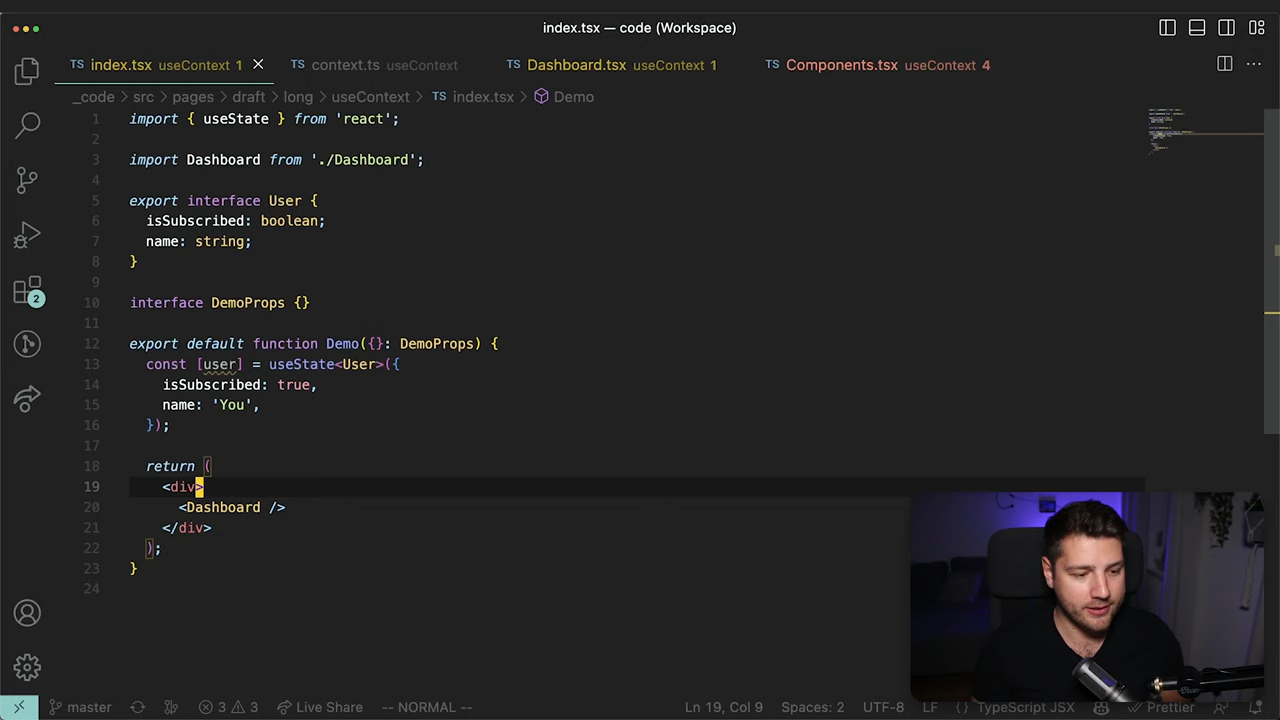 index.tsx — code (Workspace)
TS index.tsx useContext 1 TS context.ts useContext TS Dashboard.tsx useContext 1 TS Components.tsx useContext 4
_code > src > pages > draft > long > useContext > TS index.tsx > Demo
1 import { useState } from 'react';
2
3 import Dashboard from './Dashboard';
4
5 export interface User {
6 isSubscribed: boolean;
7 name: string;
8 }
9
10 interface DemoProps {}
11
12 export default function Demo({}: DemoProps) {
13 const [user] = useState<User>({
14 isSubscribed: true,
15 name: 'You',
16 });
17
18 return (
19 <div>
20 <Dashboard />
21 </div>
22 );
23 }
24
2
master 3 3 Live Share -- NORMAL -- Ln 19, Col 9 Spaces: 2 UTF-8 LF {} TypeScript JSX Prettier